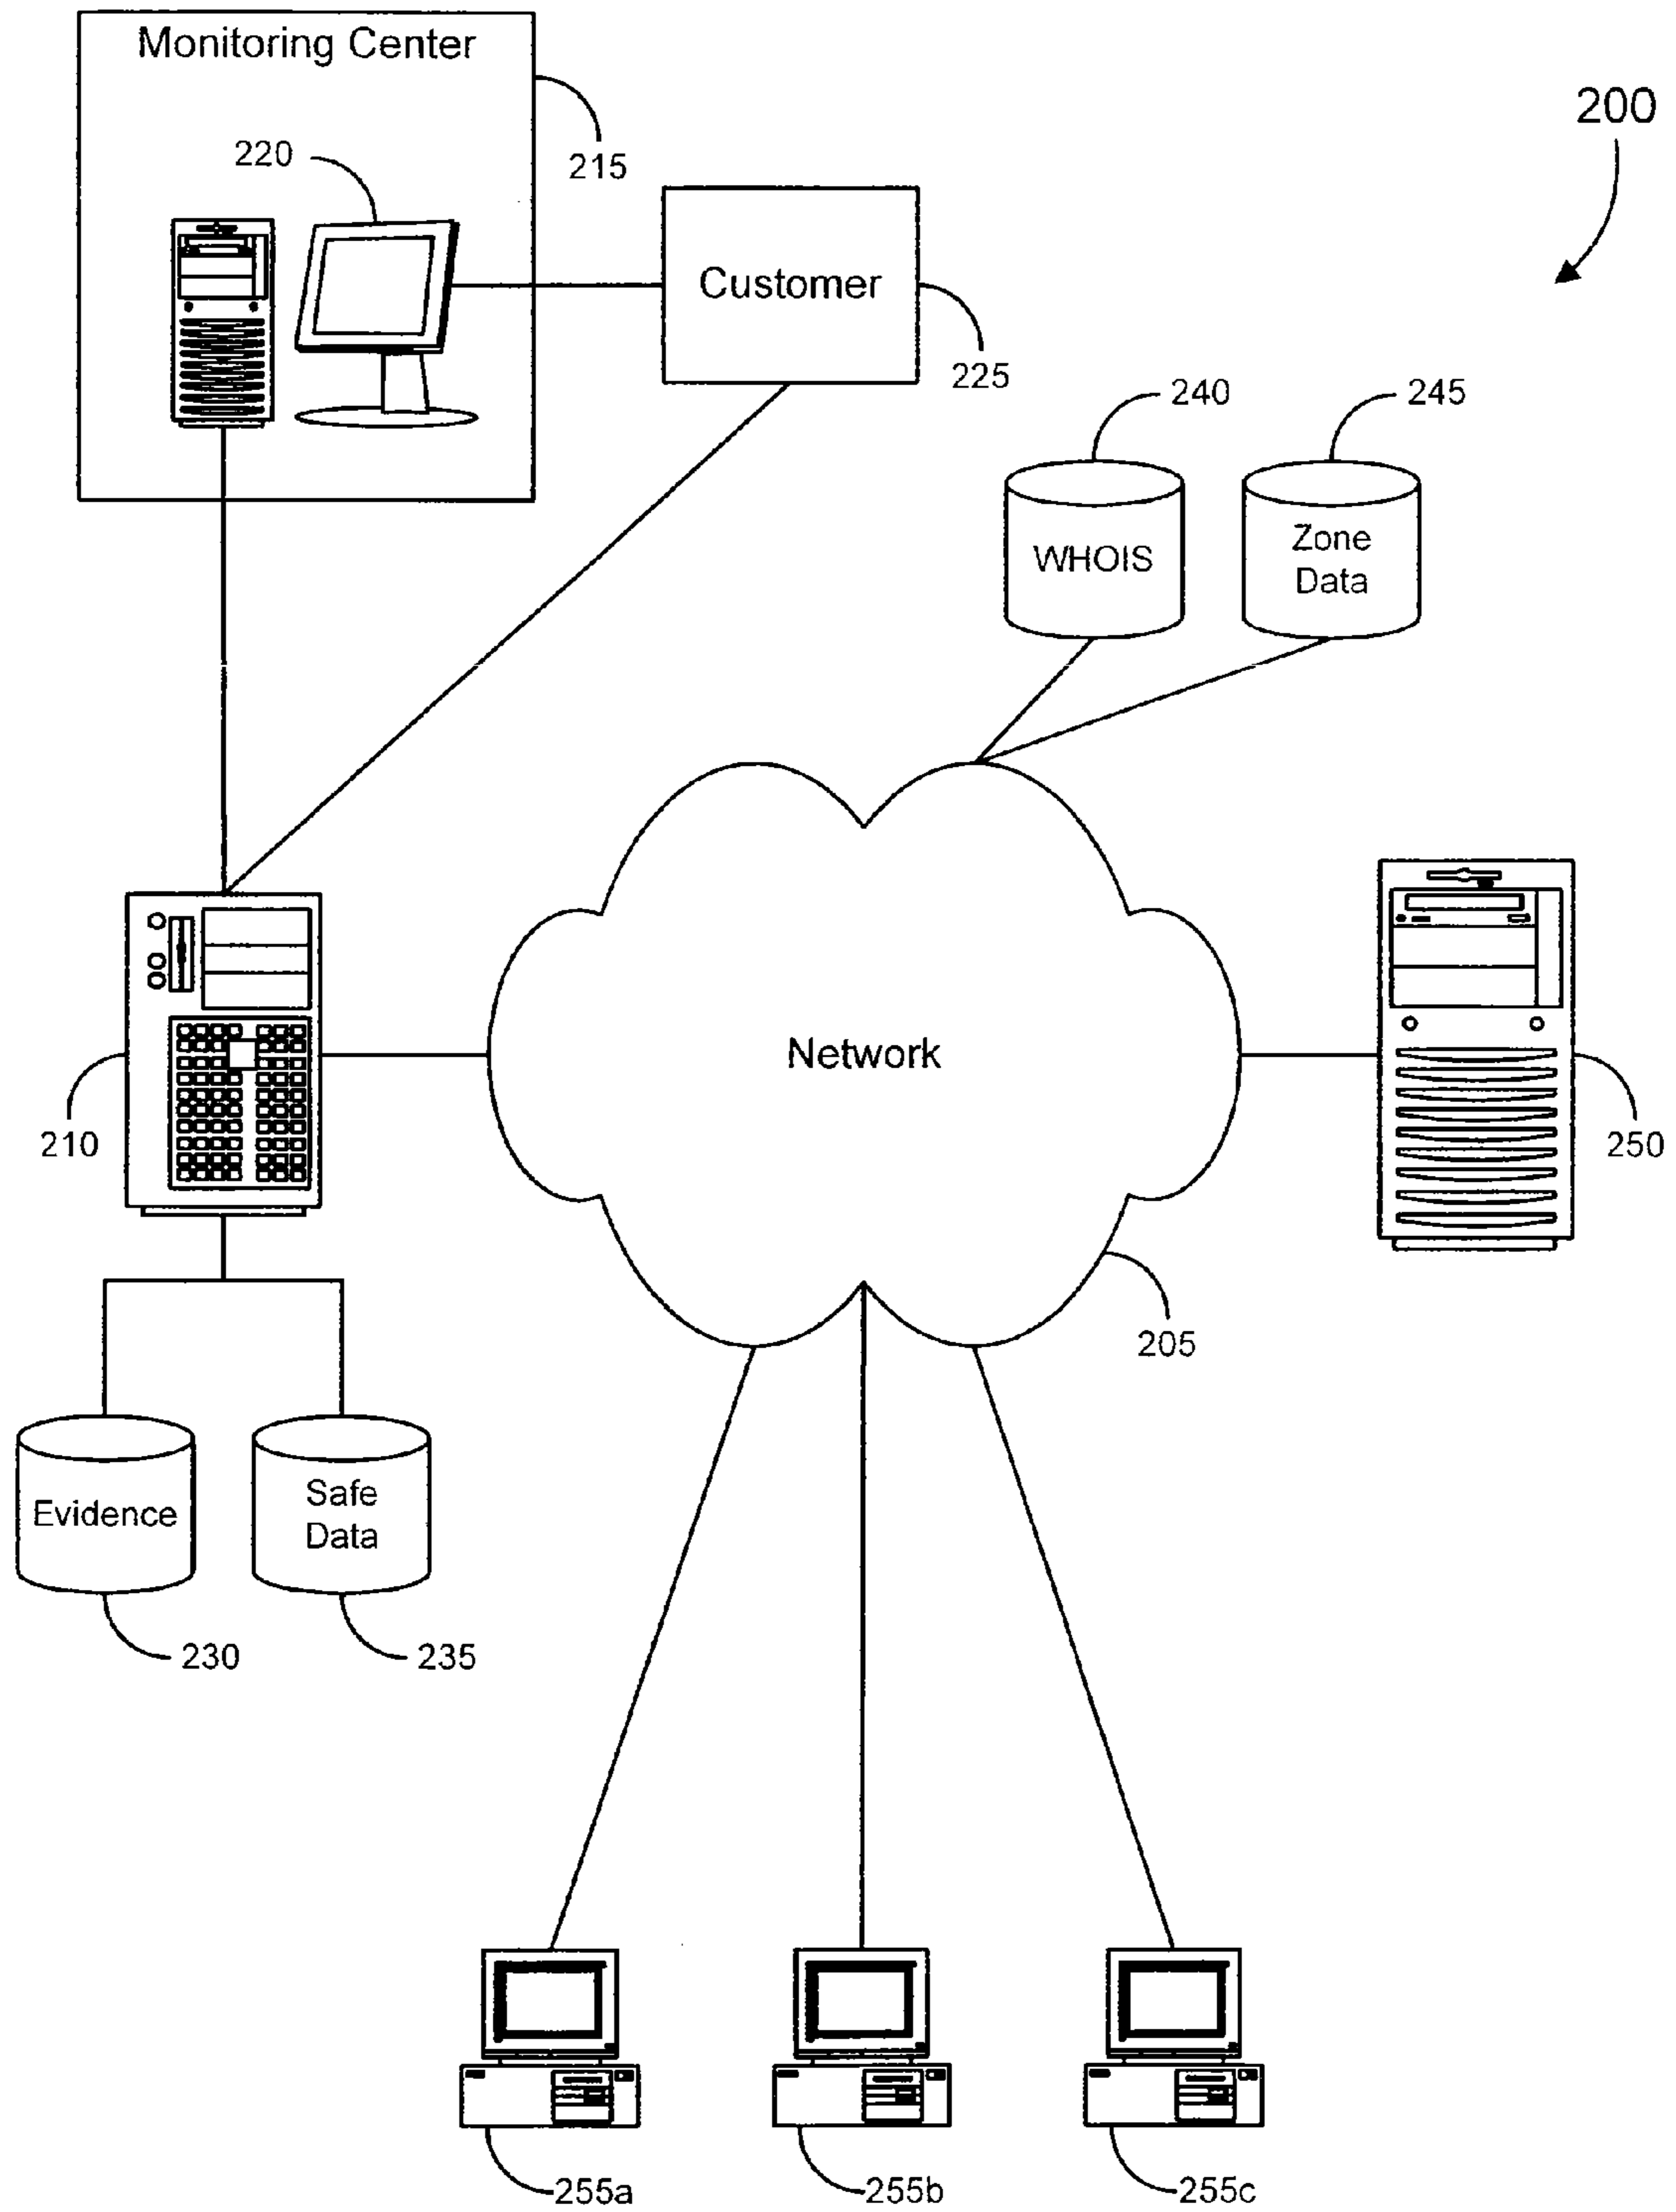 Monitoring Center
200
220
215
Customer
225
240
245
WHOIS
Zone
Data
Network
210
250
205
Evidence
Safe
Data
230
235
255a
255b
255c